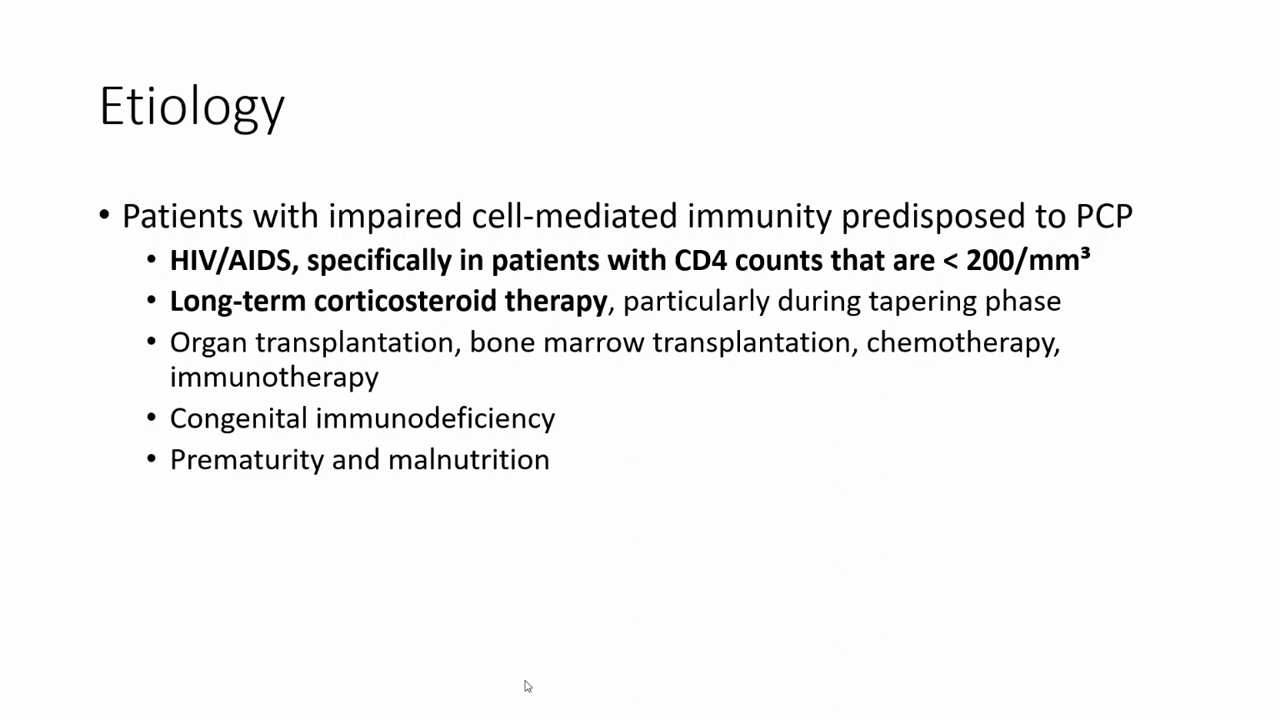 Etiology
• Patients with impaired cell-mediated immunity predisposed to PCP
• HIV/AIDS, specifically in patients with CD4 counts that are < 200/mm³
• Long-term corticosteroid therapy, particularly during tapering phase
• Organ transplantation, bone marrow transplantation, chemotherapy,
immunotherapy
• Congenital immunodeficiency
• Prematurity and malnutrition